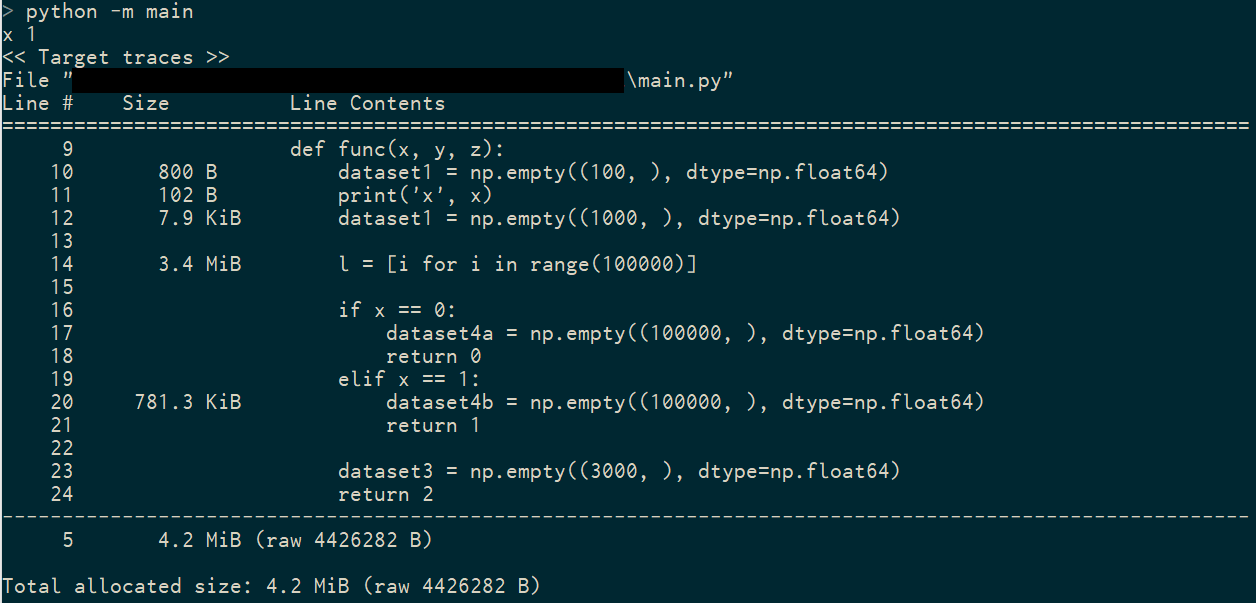 > python -m main
x 1
<< Target traces >>
File "\main.py"
Line #    Size          Line Contents
========================================================================================================
     9                  def func(x, y, z):
    10       800 B          dataset1 = np.empty((100, ), dtype=np.float64)
    11       102 B          print('x', x)
    12       7.9 KiB        dataset1 = np.empty((1000, ), dtype=np.float64)
    13
    14       3.4 MiB        l = [i for i in range(100000)]
    15
    16                      if x == 0:
    17                          dataset4a = np.empty((100000, ), dtype=np.float64)
    18                          return 0
    19                      elif x == 1:
    20     781.3 KiB            dataset4b = np.empty((100000, ), dtype=np.float64)
    21                          return 1
    22
    23                      dataset3 = np.empty((3000, ), dtype=np.float64)
    24                      return 2
--------------------------------------------------------------------------------------------------------
     5       4.2 MiB (raw 4426282 B)
Total allocated size: 4.2 MiB (raw 4426282 B)